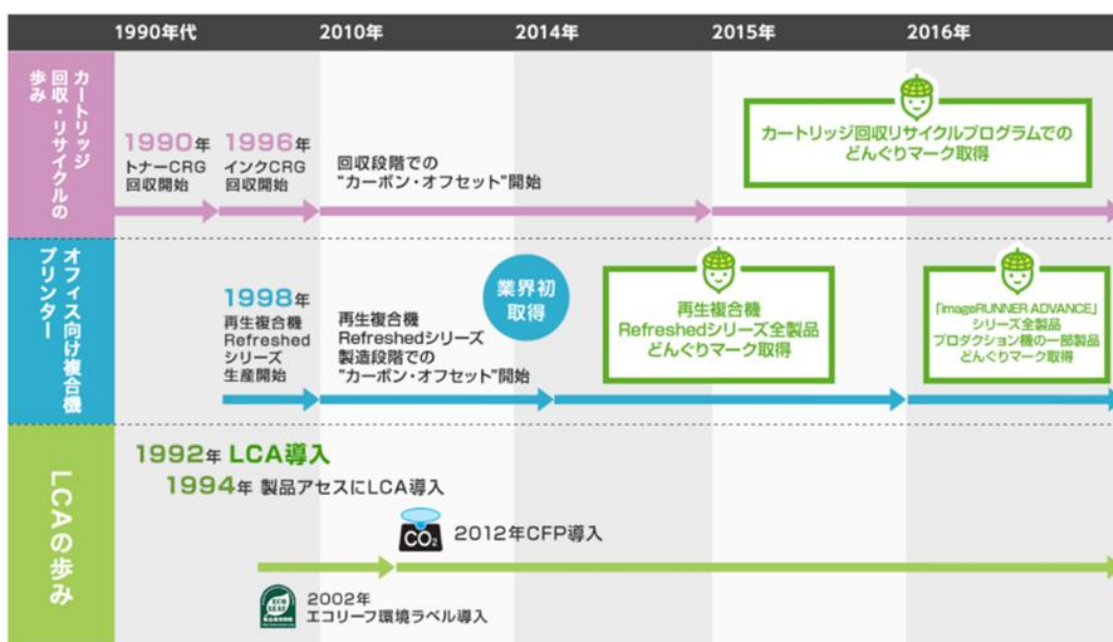 1990年代
2010年
2014年
2015年
2016年
カートリッジ
回収・リサイクルの
歩み
1990年
トナーCRG
回収開始
1996年
インクCRG
回収開始
回収段階での
"カーボン・オフセット"開始
カートリッジ回収リサイクルプログラムでの
どんぐりマーク取得
オフィス向け複合機
プリンター
1998年
再生複合機
Refreshed
シリーズ
生産開始
再生複合機
Refreshedシリーズ
製造段階での
"カーボン・オフセット"開始
業界初
取得
再生複合機
Refreshedシリーズ全製品
どんぐりマーク取得
「imageRUNNER ADVANCE」
シリーズ全製品
プロダクション機の一部製品
どんぐりマーク取得
LCAの歩み
1992年 LCA導入
1994年 製品アセスにLCA導入
CO₂
2012年CFP導入
ECO
LEAF
2002年
エコリーフ環境ラベル導入